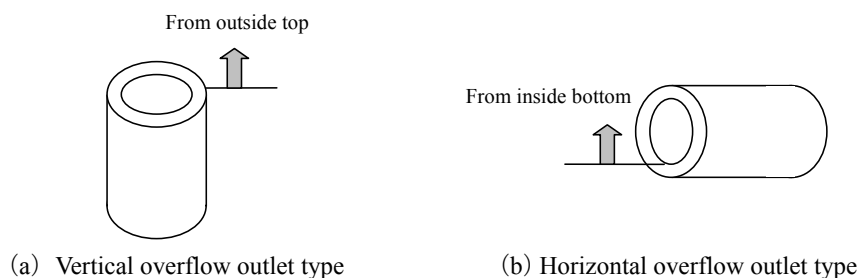 From outside top
From inside bottom
(a) Vertical overflow outlet type
(b) Horizontal overflow outlet type